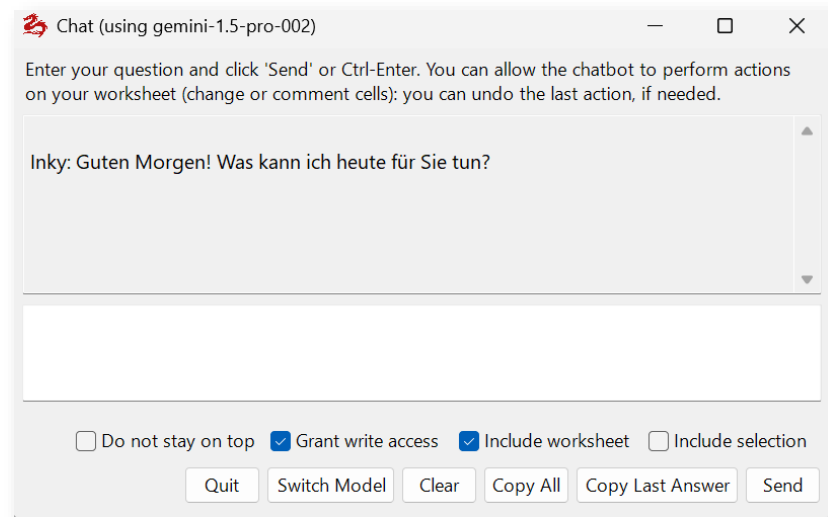 Chat (using gemini-1.5-pro-002)
Enter your question and click 'Send' or Ctrl-Enter. You can allow the chatbot to perform actions
on your worksheet (change or comment cells): you can undo the last action, if needed.
Inky: Guten Morgen! Was kann ich heute für Sie tun?
Do not stay on top Grant write access Include worksheet Include selection
Quit Switch Model Clear Copy All Copy Last Answer Send